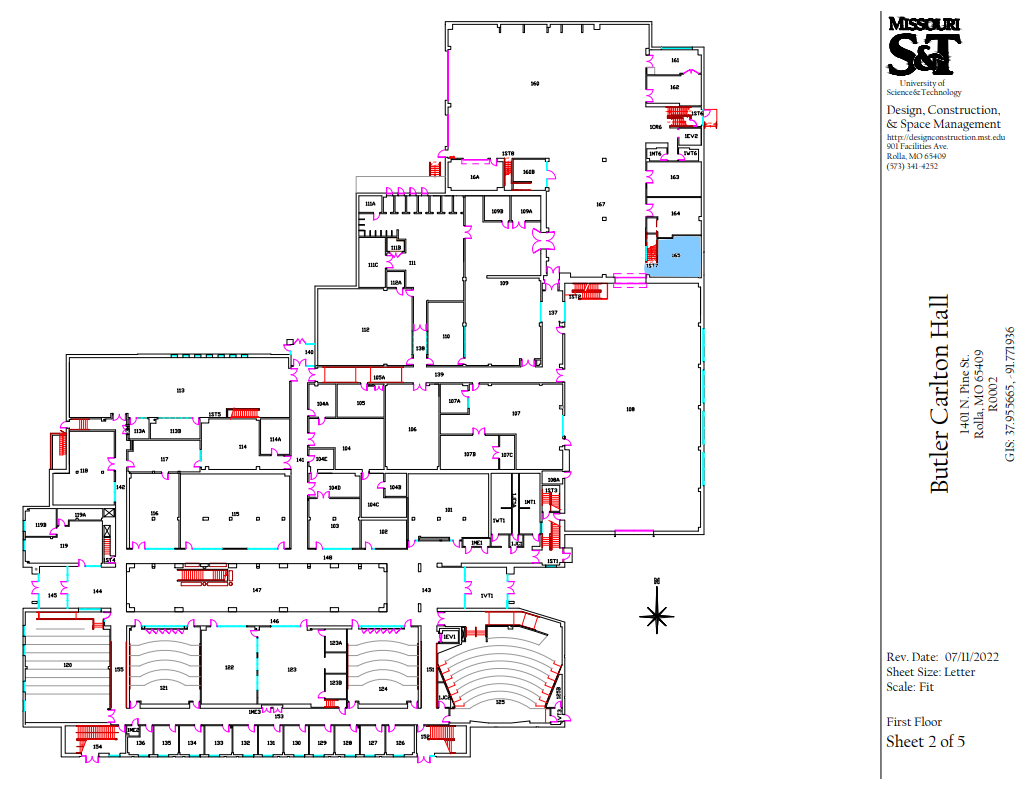 160
161
162
1ST6
1CR6
1EV2
1ST8
1MT6
1WT6
16A
160B
163
167
164
165
1ST7
111A
109B
109A
111B
111C
111
112A
109
1ST2
137
112
110
138
108
140
139
105A
113
104A
105
107A
107
106
1ST5
113A
113B
114
114A
104
141
117
104E
107B
107C
118
142
104D
104B
104C
108A
1ST3
116
115
103
102
101
1WT1
1MT1
119A
119B
119
1ME1
1ST4
148
1ST1
145
144
147
143
1VT1
146
120
155
121
122
123
123A
123B
124
151
1EV1
125
125B
1JC2
1ME3
153
1ME2
154
136
135
134
133
132
131
130
129
128
127
126
152
N
MISSOURI
S&T
University of
Science&Technology
Design, Construction,
& Space Management
http://designconstruction.mst.edu
901 Facilities Ave.
Rolla, MO 65409
(573) 341-4252
Butler Carlton Hall
1401 N. Pine St.
Rolla, MO 65409
R0002
GIS: 37.955665, -91.771936
Rev. Date: 07/11/2022
Sheet Size: Letter
Scale: Fit
First Floor
Sheet 2 of 5